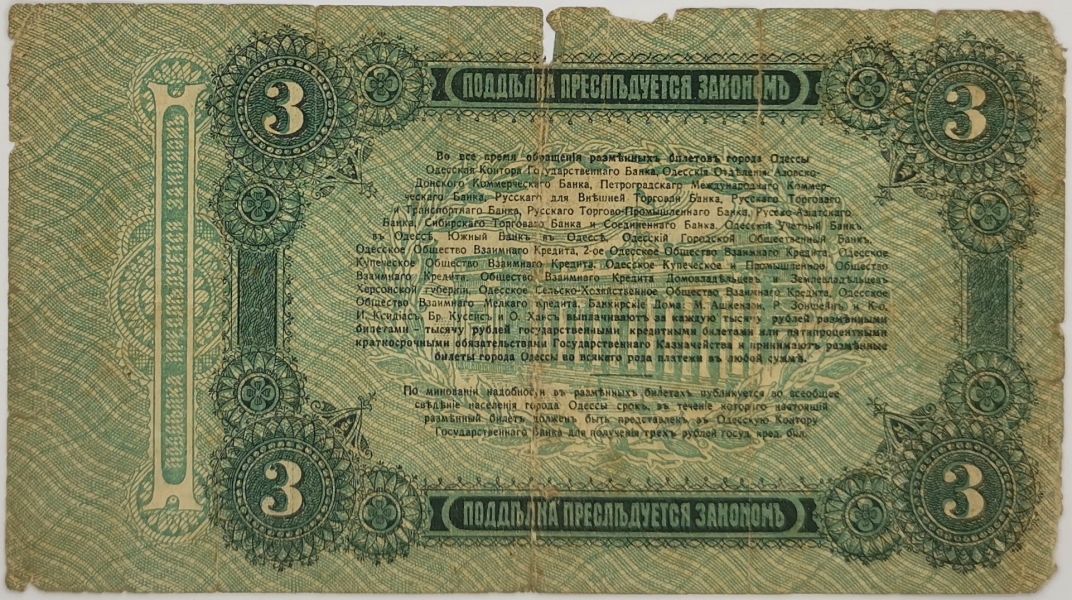 3
ПОДДѢЛКА ПРЕСЛѢДУЕТСЯ ЗАКОНОМЪ
3
Во все время обращенія размѣнныхъ билетовъ города Одессы
Одесская Контора Государственнаго Банка, Одесскія Отдѣленія Азовско-
Донского Коммерческаго Банка, Петроградскаго Международнаго Коммер-
ческаго Банка, Русскаго для Внѣшней Торговли Банка, Русскаго Торговаго
и Транспортнаго Банка, Русскаго Торгово-Промышленнаго Банка, Русско-Азіатскаго
Банка, Сибирскаго Торговаго Банка и Соединеннаго Банка, Одесскій Учетный Банкъ
въ Одессѣ, Южный Банкъ въ Одессѣ, Одесскій Городской Общественный Банкъ,
Одесское Общество Взаимнаго Кредита, 2-ое Одесское Общество Взаимнаго Кредита, Одесское
Купеческое Общество Взаимнаго Кредита, Одесское Купеческое и Промышленное Общество
Взаимнаго Кредита, Общество Взаимнаго Кредита Домовладѣльцевъ и Землевладѣльцевъ
Херсонской губерніи, Одесское Сельско-Хозяйственное Общество Взаимнаго Кредита, Одесское
Общество Взаимнаго Мелкаго Кредита, Банкирскіе Дома: М. Ашкенази, Р. Зонштейнъ и К-о,
И. Ксидіасъ, Бр. Куссисъ и О. Хаисъ выплачиваютъ за каждую тысячу рублей размѣнными
билетами - тысячу рублей государственными кредитными билетами или пятипроцентными
краткосрочными обязательствами Государственнаго Казначейства и принимаютъ размѣнные
билеты города Одессы во всякаго рода платежи въ любой суммѣ.
По минованіи надобности въ размѣнныхъ билетахъ публикуется во всеобщее
свѣдѣніе населенія города Одессы срокъ, въ теченіе котораго настоящій
размѣнный билетъ долженъ быть представленъ въ Одесскую Контору
Государственнаго Банка для полученія трехъ рублей госуд. кред. бил.
3
ПОДДѢЛКА ПРЕСЛѢДУЕТСЯ ЗАКОНОМЪ
3